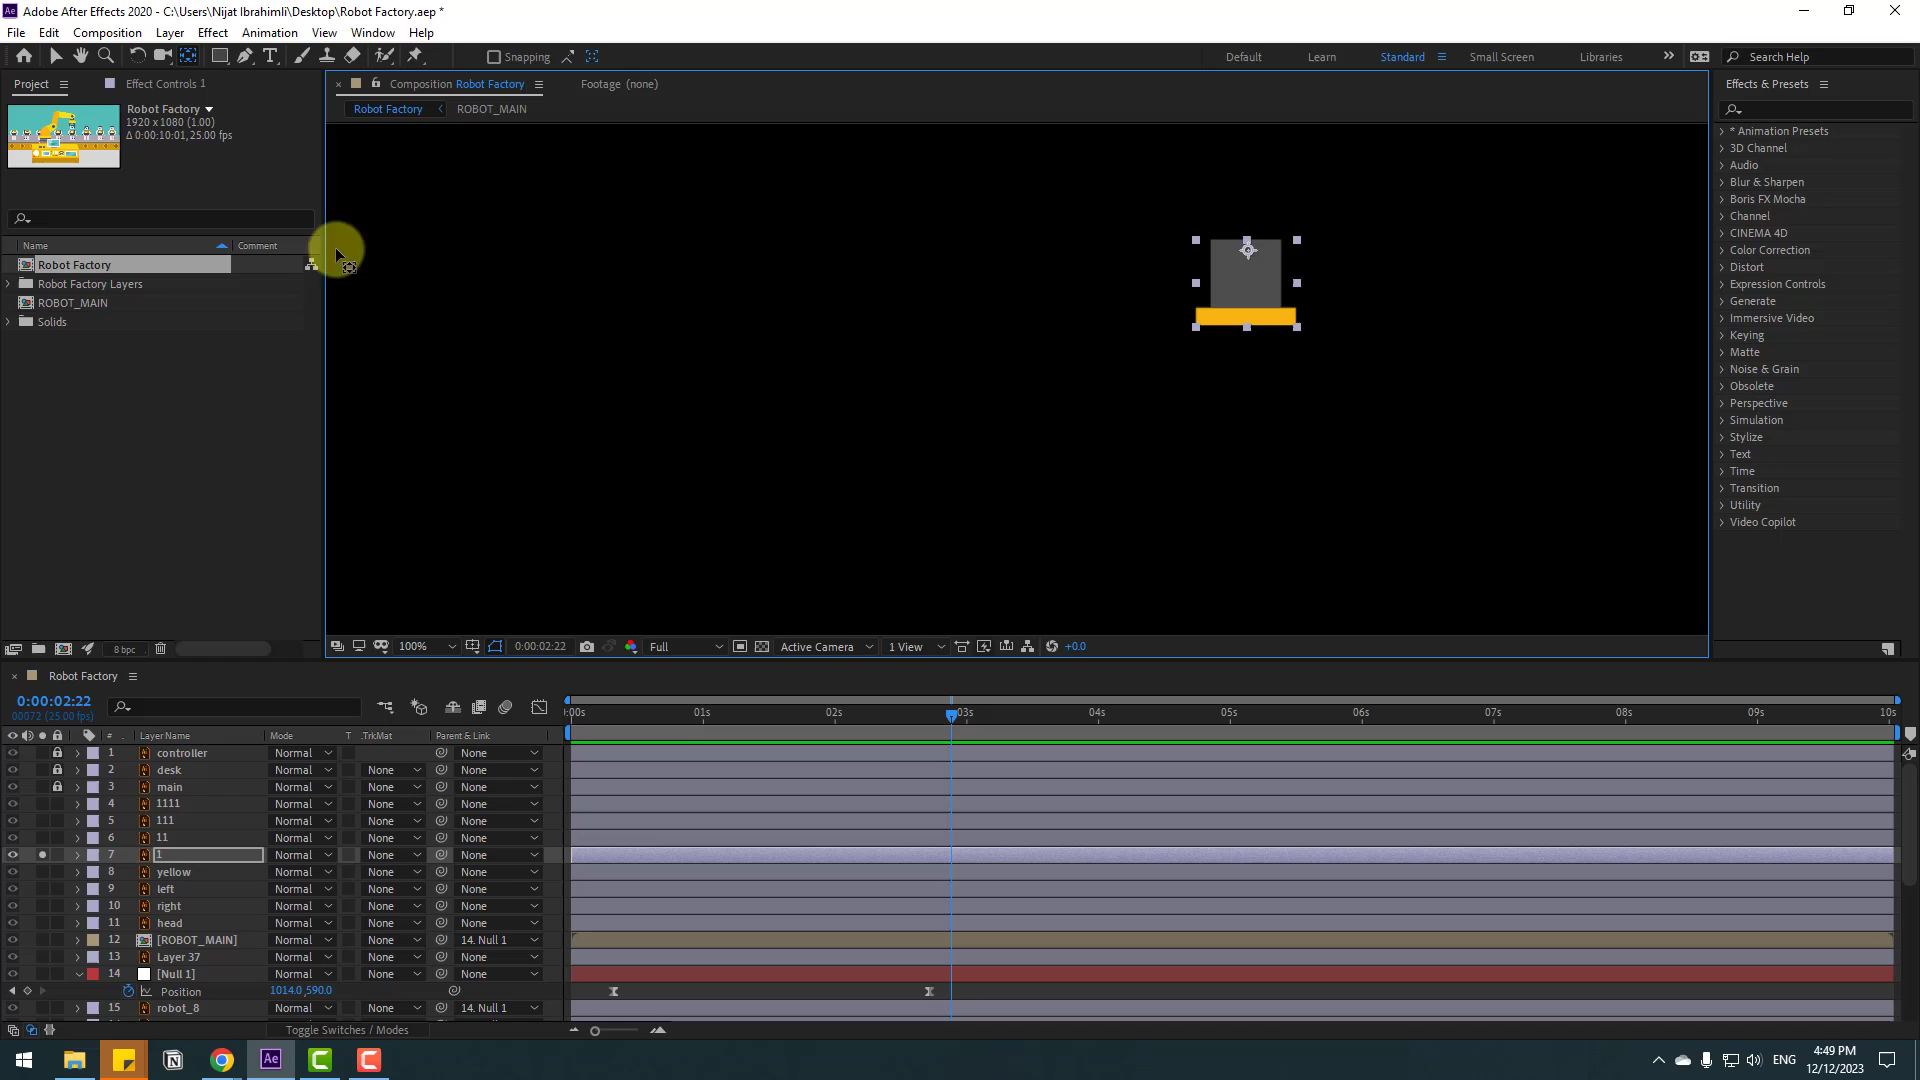 Adobe After Effects 2020 - C:\Users\Nijat Ibrahimli\Desktop\Robot Factory.aep *
File Edit Composition Layer Effect Animation View Window Help
Snapping Default Learn Standard Small Screen Libraries Search Help
Project Effect Controls 1 Composition Robot Factory Footage (none) Effects & Presets
Robot Factory
1920 x 1080 (1.00)
Δ 0:00:10:01, 25.00 fps
Robot Factory ROBOT_MAIN
Name Comment
Robot Factory
Robot Factory Layers
ROBOT_MAIN
Solids
* Animation Presets
3D Channel
Audio
Blur & Sharpen
Boris FX Mocha
Channel
CINEMA 4D
Color Correction
Distort
Expression Controls
Generate
Immersive Video
Keying
Matte
Noise & Grain
Obsolete
Perspective
Simulation
Stylize
Text
Time
Transition
Utility
Video Copilot
8 bpc 100% 0:00:02:22 Full Active Camera 1 View +0.0
Robot Factory
0:00:02:22
00072 (25.00 fps)
:00s 01s 02s 03s 04s 05s 06s 07s 08s 09s 10s
# Layer Name Mode T .TrkMat Parent & Link
1 controller Normal None
2 desk Normal None None
3 main Normal None None
4 1111 Normal None None
5 111 Normal None None
6 11 Normal None None
7 1 Normal None None
8 yellow Normal None None
9 left Normal None None
10 right Normal None None
11 head Normal None None
12 [ROBOT_MAIN] Normal None 14. Null 1
13 Layer 37 Normal None None
14 [Null 1] Normal None None
Position 1014.0,590.0
15 robot_8 Normal None 14. Null 1
Toggle Switches / Modes
Ae ENG 4:49 PM
12/12/2023